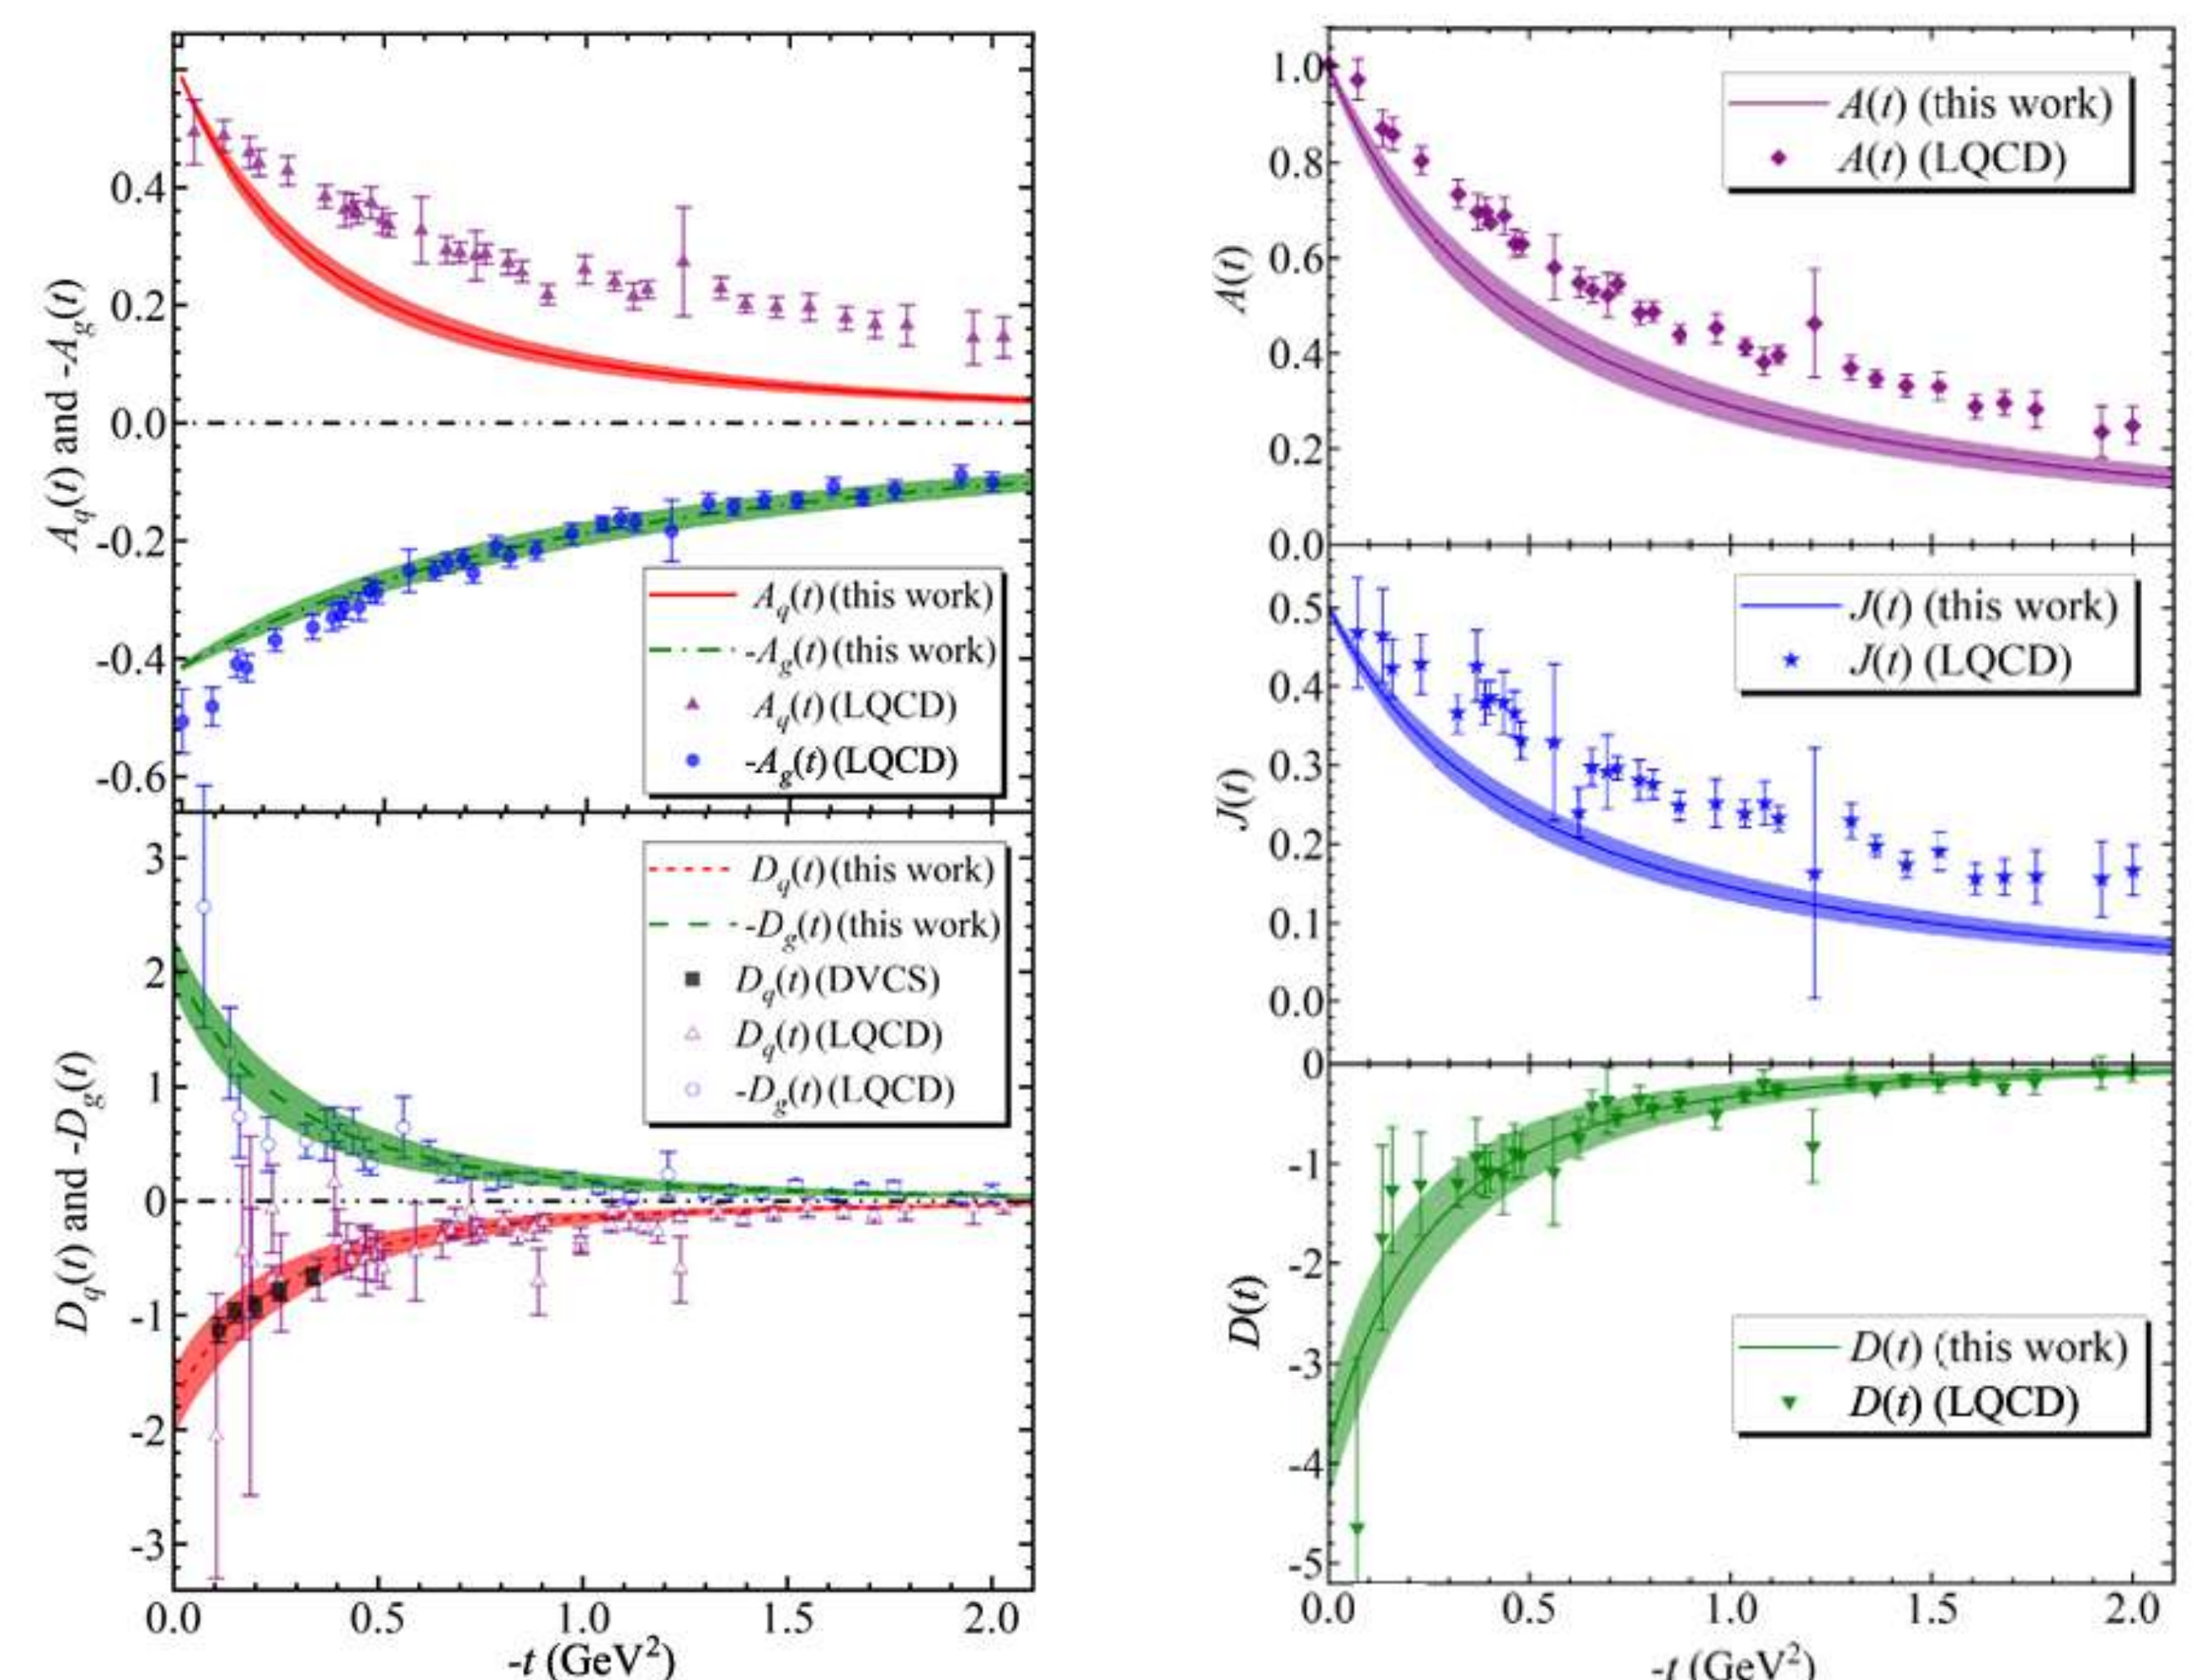 A_q(t) and -A_g(t)
0.4
0.2
0.0
-0.2
-0.4
-0.6
A_q(t) (this work)
-A_g(t) (this work)
A_q(t) (LQCD)
-A_g(t) (LQCD)
D_q(t) and -D_g(t)
3
2
1
0
-1
-2
-3
D_q(t) (this work)
-D_g(t) (this work)
D_q(t) (DVCS)
D_q(t) (LQCD)
-D_g(t) (LQCD)
0.0 0.5 1.0 1.5 2.0
-t (GeV²)
A(t)
1.0
0.8
0.6
0.4
0.2
0.0
A(t) (this work)
A(t) (LQCD)
J(t)
0.5
0.4
0.3
0.2
0.1
0.0
J(t) (this work)
J(t) (LQCD)
D(t)
0
-1
-2
-3
-4
-5
D(t) (this work)
D(t) (LQCD)
0.0 0.5 1.0 1.5 2.0
-t (GeV²)